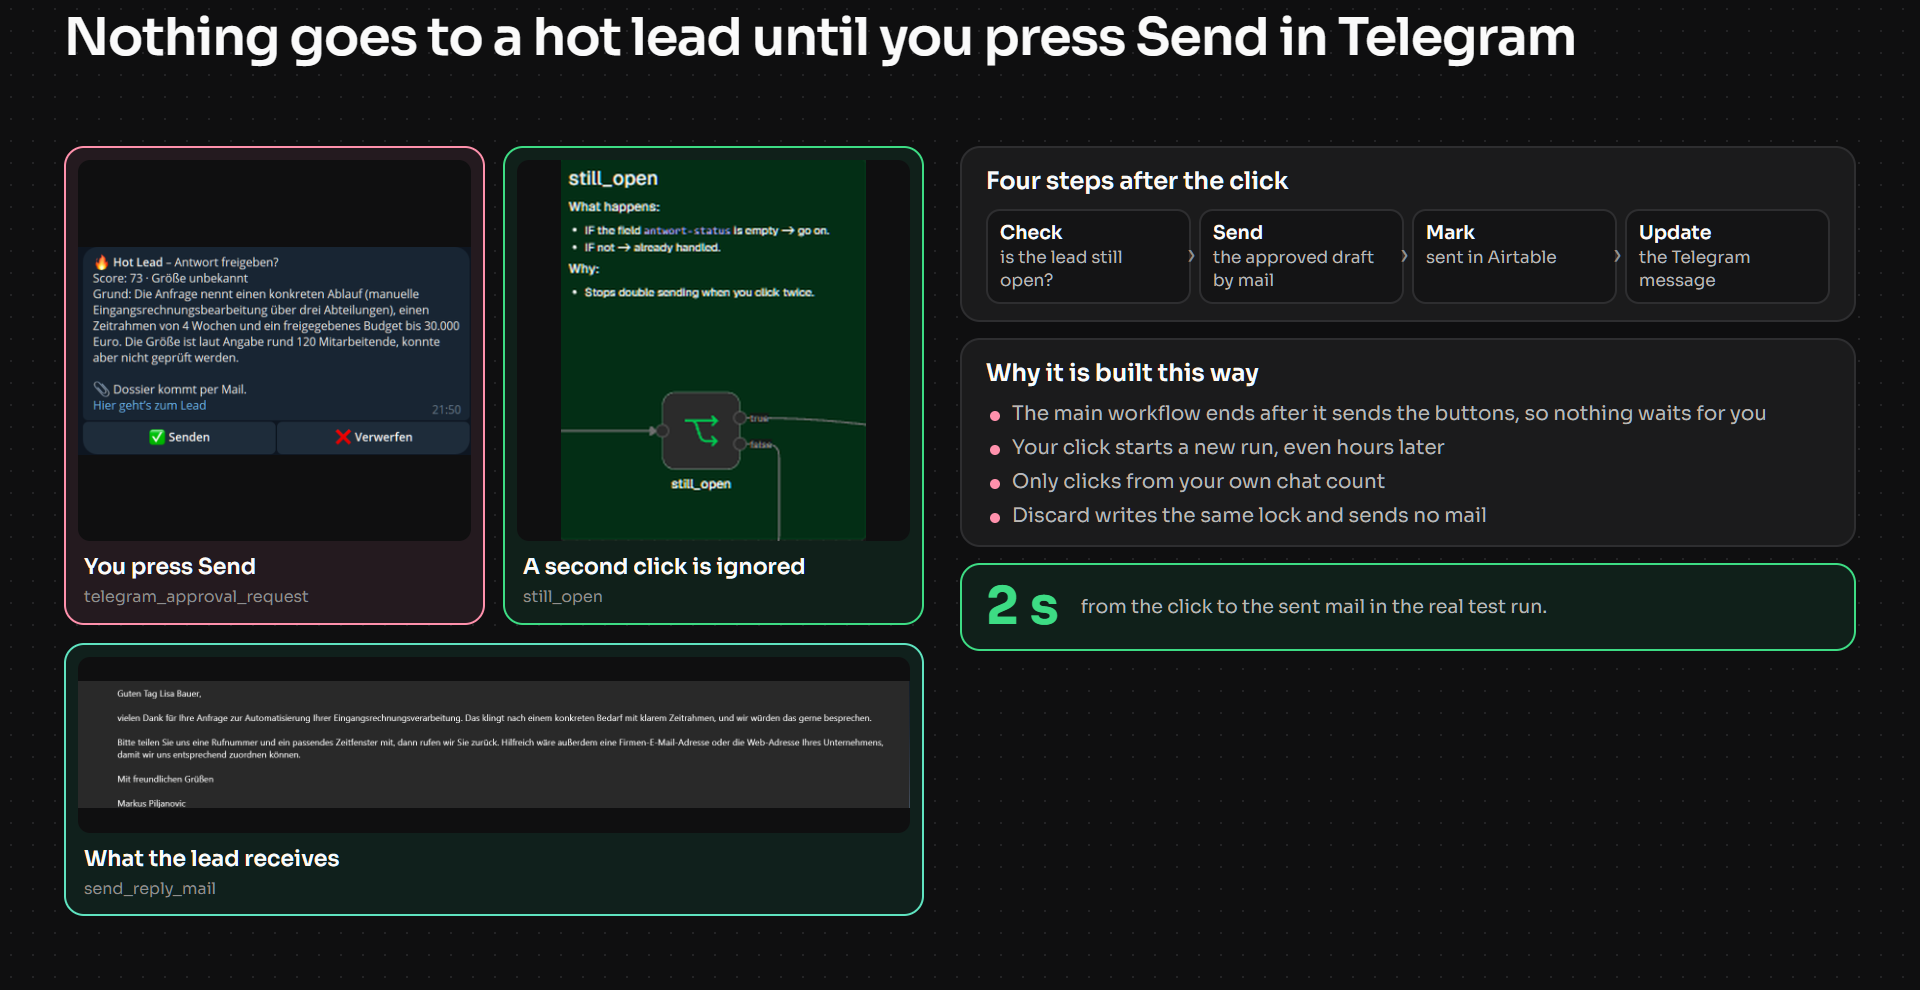 Nothing goes to a hot lead until you press Send in Telegram
🔥 Hot Lead – Antwort freigeben?
Score: 73 · Größe unbekannt
Grund: Die Anfrage nennt einen konkreten Ablauf (manuelle
Eingangsrechnungsbearbeitung über drei Abteilungen), einen
Zeitrahmen von 4 Wochen und ein freigegebenes Budget bis 30.000
Euro. Die Größe ist laut Angabe rund 120 Mitarbeitende, konnte
aber nicht geprüft werden.
📎 Dossier kommt per Mail.
Hier geht's zum Lead
21:50
✅ Senden
❌ Verwerfen
You press Send
telegram_approval_request
still_open
What happens:
• IF the field antwort-status is empty → go on.
• IF not → already handled.
Why:
• Stops double sending when you click twice.
true
false
still_open
A second click is ignored
still_open
Guten Tag Lisa Bauer,
vielen Dank für Ihre Anfrage zur Automatisierung Ihrer Eingangsrechnungsverarbeitung. Das klingt nach einem konkreten Bedarf mit klarem Zeitrahmen, und wir würden das gerne besprechen.
Bitte teilen Sie uns eine Rufnummer und ein passendes Zeitfenster mit, dann rufen wir Sie zurück. Hilfreich wäre außerdem eine Firmen-E-Mail-Adresse oder die Web-Adresse Ihres Unternehmens,
damit wir uns entsprechend zuordnen können.
Mit freundlichen Grüßen
Markus Piljanovic
What the lead receives
send_reply_mail
Four steps after the click
Check
is the lead still
open?
›
Send
the approved draft
by mail
›
Mark
sent in Airtable
›
Update
the Telegram
message
Why it is built this way
• The main workflow ends after it sends the buttons, so nothing waits for you
• Your click starts a new run, even hours later
• Only clicks from your own chat count
• Discard writes the same lock and sends no mail
2 s
from the click to the sent mail in the real test run.